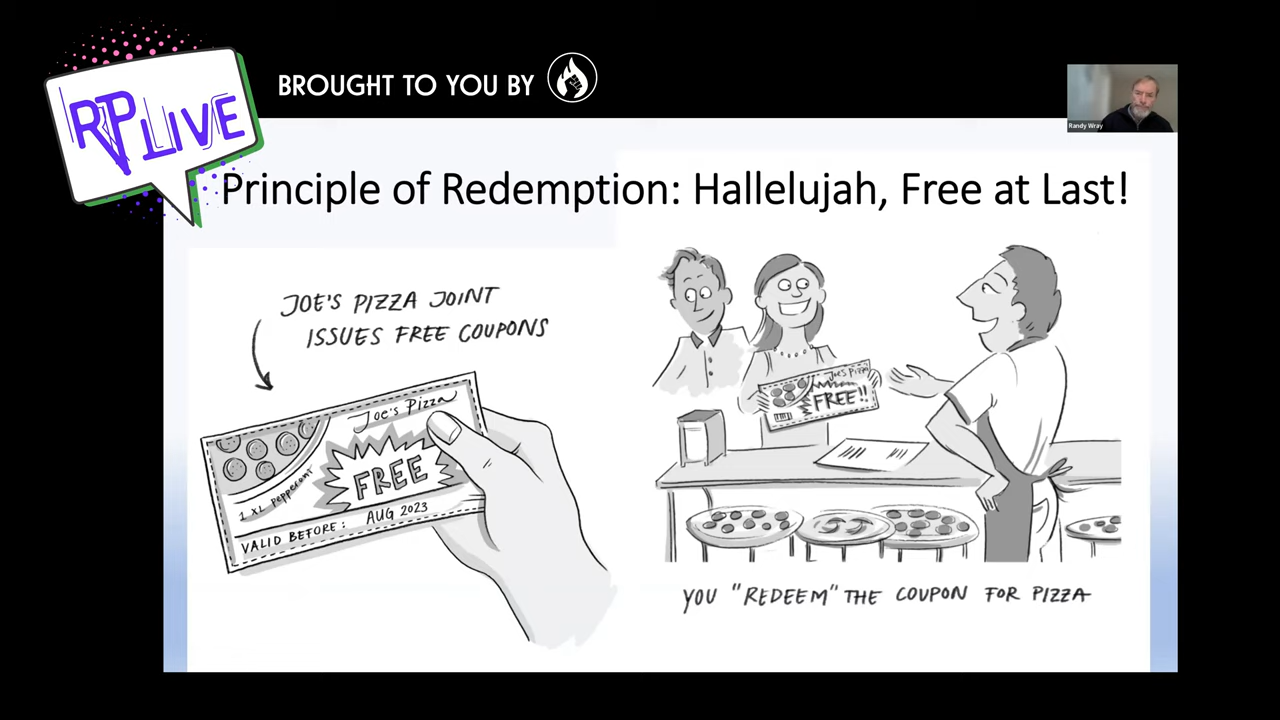 RP LIVE
BROUGHT TO YOU BY
Randy Wray
Principle of Redemption: Hallelujah, Free at Last!
JOE'S PIZZA JOINT
ISSUES FREE COUPONS
Joe's Pizza
FREE
1 XL Pepperoni
VALID BEFORE: AUG 2023
Joe's Pizza
FREE!!
YOU "REDEEM" THE COUPON FOR PIZZA